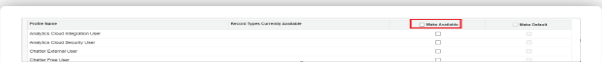 Profile Name Record Types Currently Available Make Available Make Default
Analytics Cloud Integration User
Analytics Cloud Security User
Chatter External User
Chatter Free User